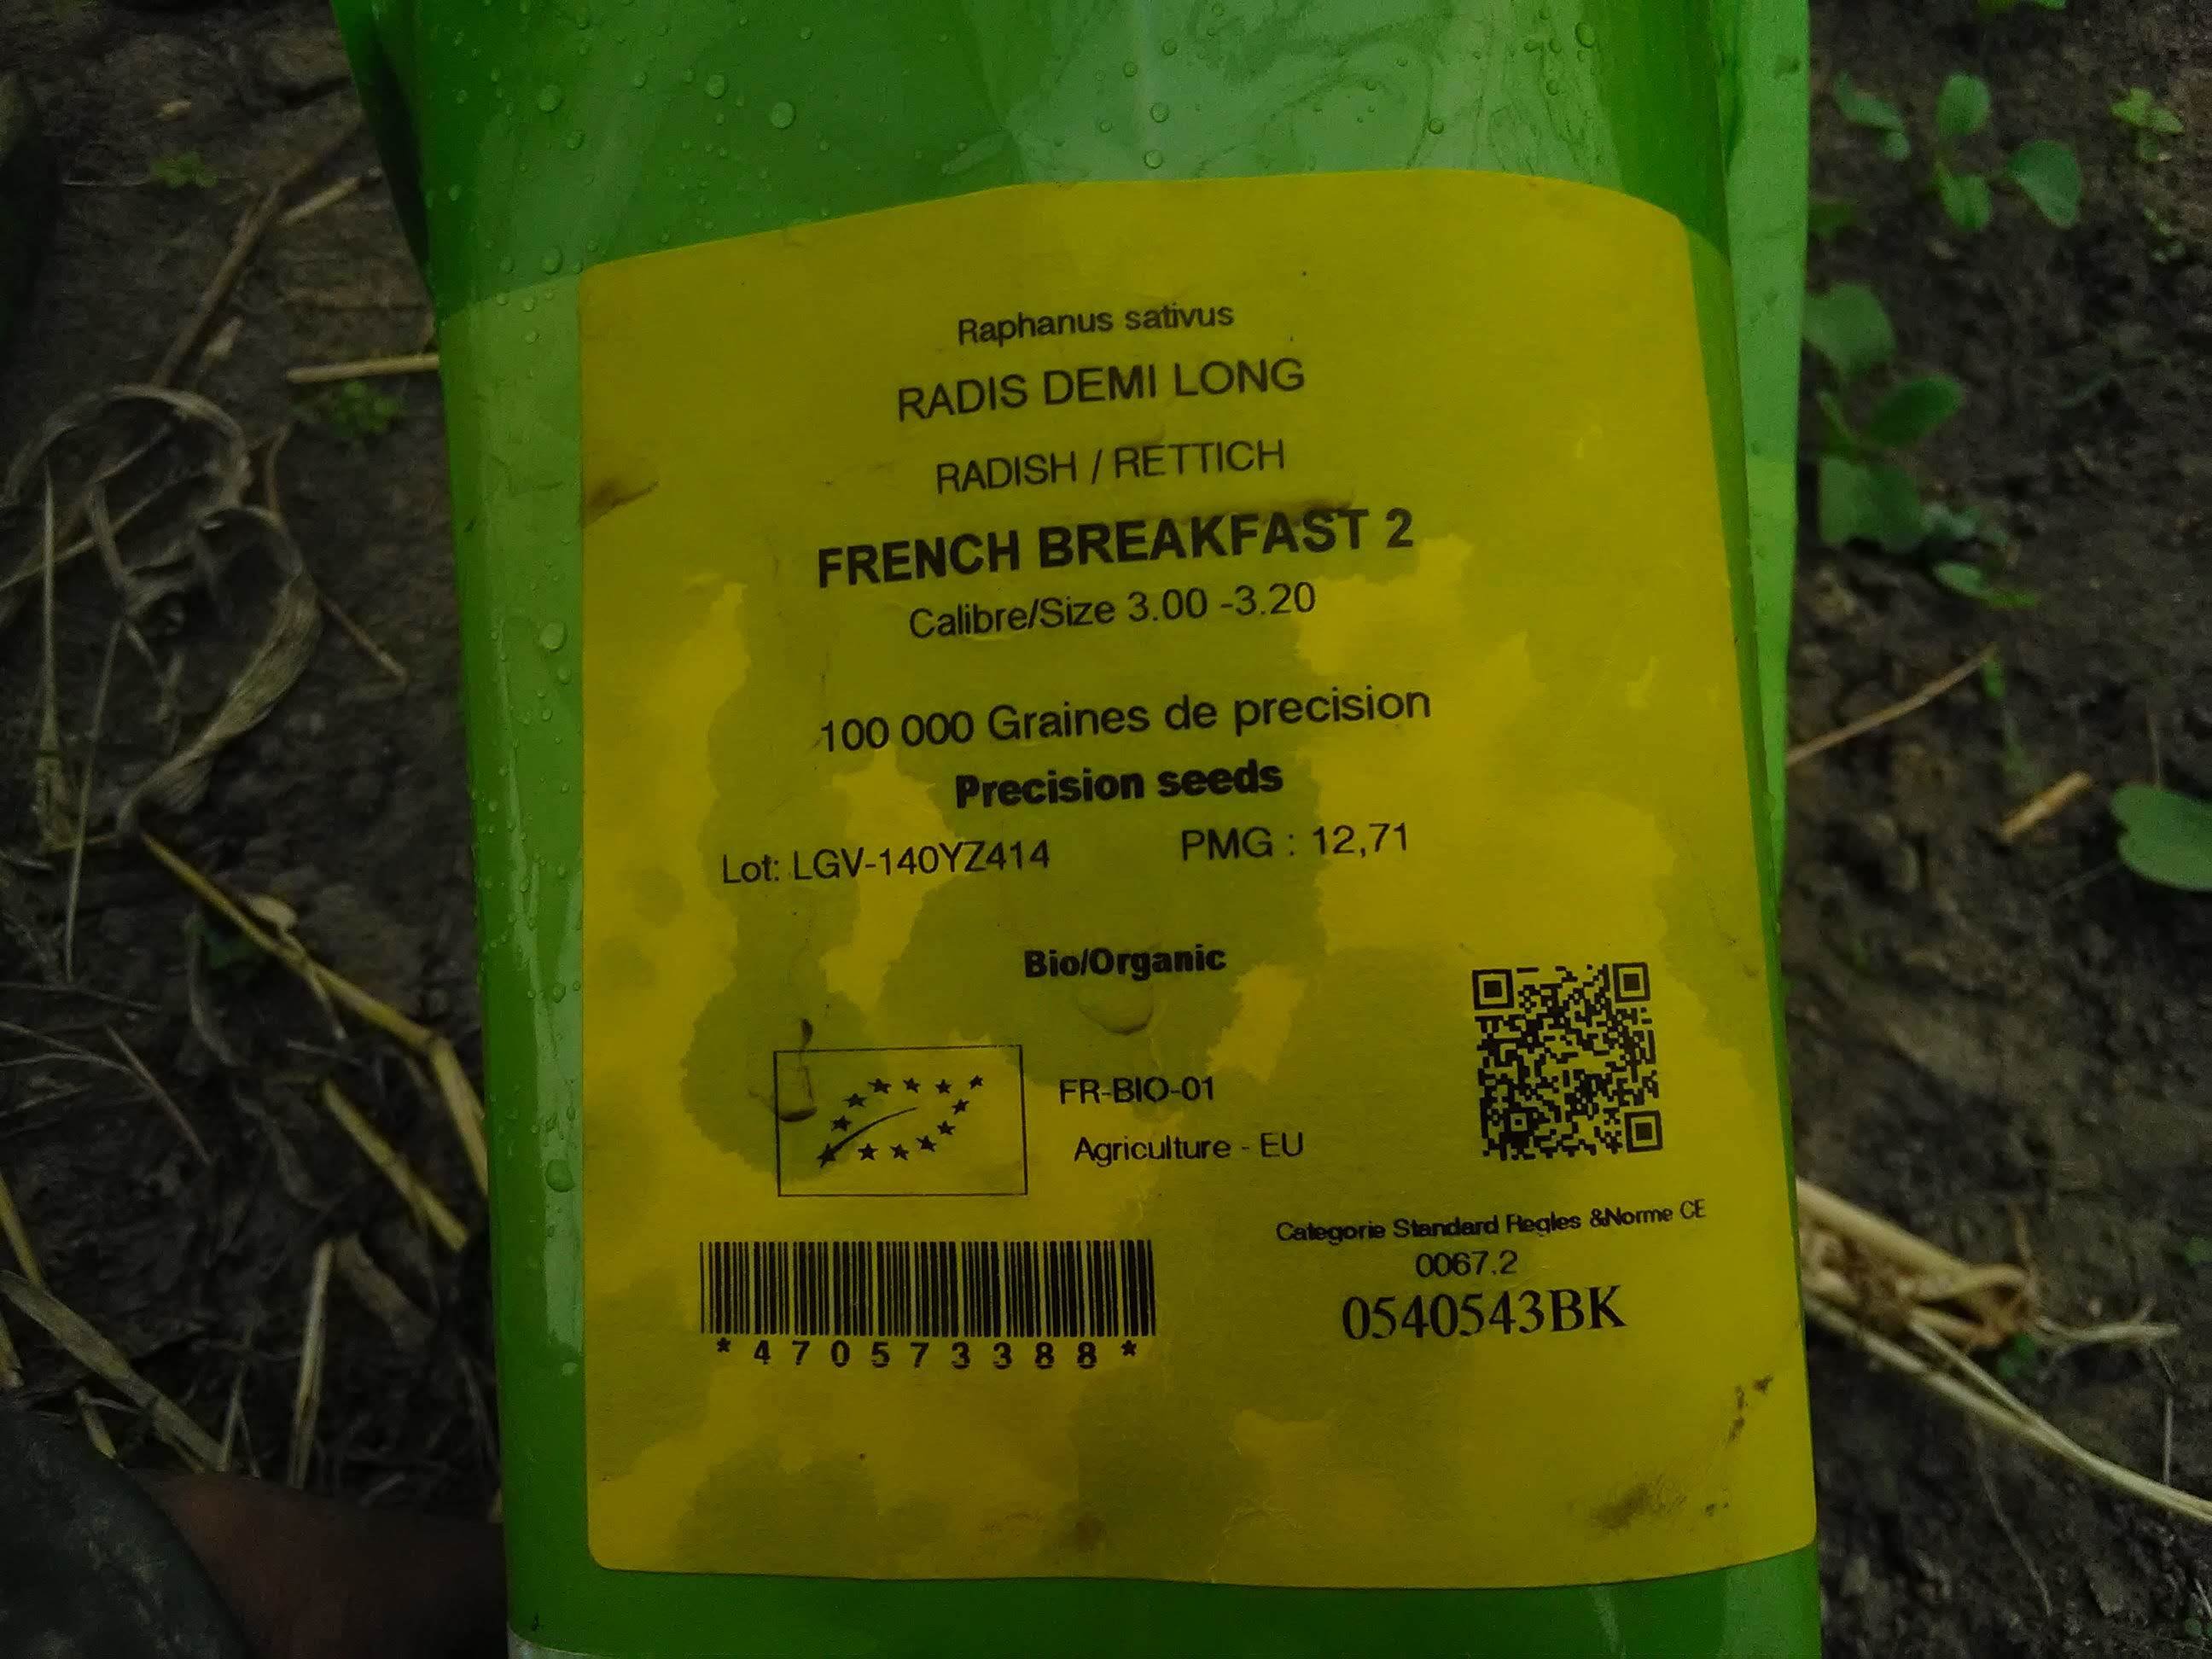 Raphanus sativus
RADIS DEMI LONG
RADISH / RETTICH
FRENCH BREAKFAST 2
Calibre/Size 3.00 -3.20
100 000 Graines de precision
Precision seeds
Lot: LGV-140YZ414 PMG : 12,71
Bio/Organic
FR-BIO-01
Agriculture - EU
Categorie Standard Regles &Norme CE
0067.2
0540543BK
*470573388*